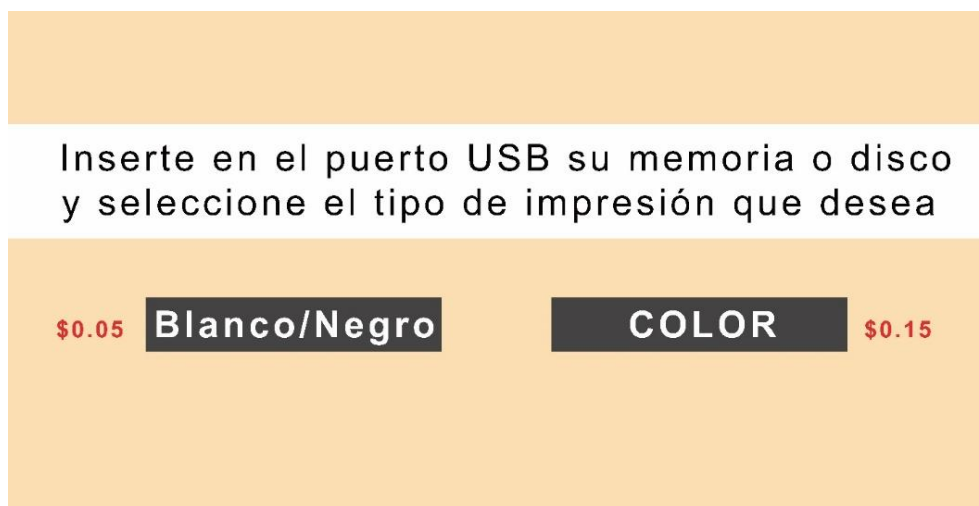 Inserte en el puerto USB su memoria o disco
y seleccione el tipo de impresión que desea
$0.05 Blanco/Negro COLOR $0.15